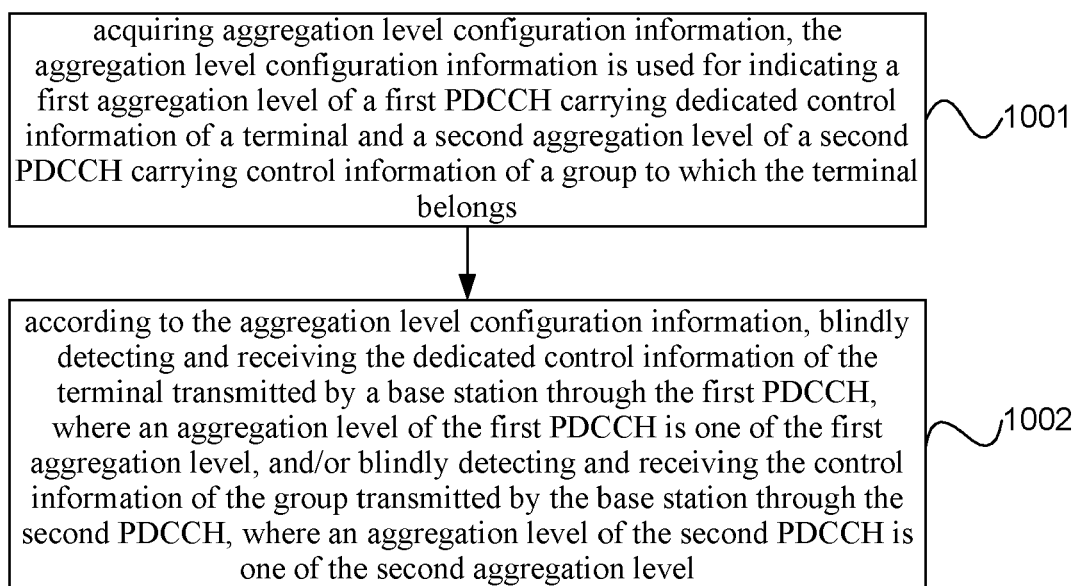 acquiring aggregation level configuration information, the
aggregation level configuration information is used for indicating a
first aggregation level of a first PDCCH carrying dedicated control
information of a terminal and a second aggregation level of a second
PDCCH carrying control information of a group to which the terminal
belongs
1001
according to the aggregation level configuration information, blindly
detecting and receiving the dedicated control information of the
terminal transmitted by a base station through the first PDCCH,
where an aggregation level of the first PDCCH is one of the first
aggregation level, and/or blindly detecting and receiving the control
information of the group transmitted by the base station through the
second PDCCH, where an aggregation level of the second PDCCH is
one of the second aggregation level
1002